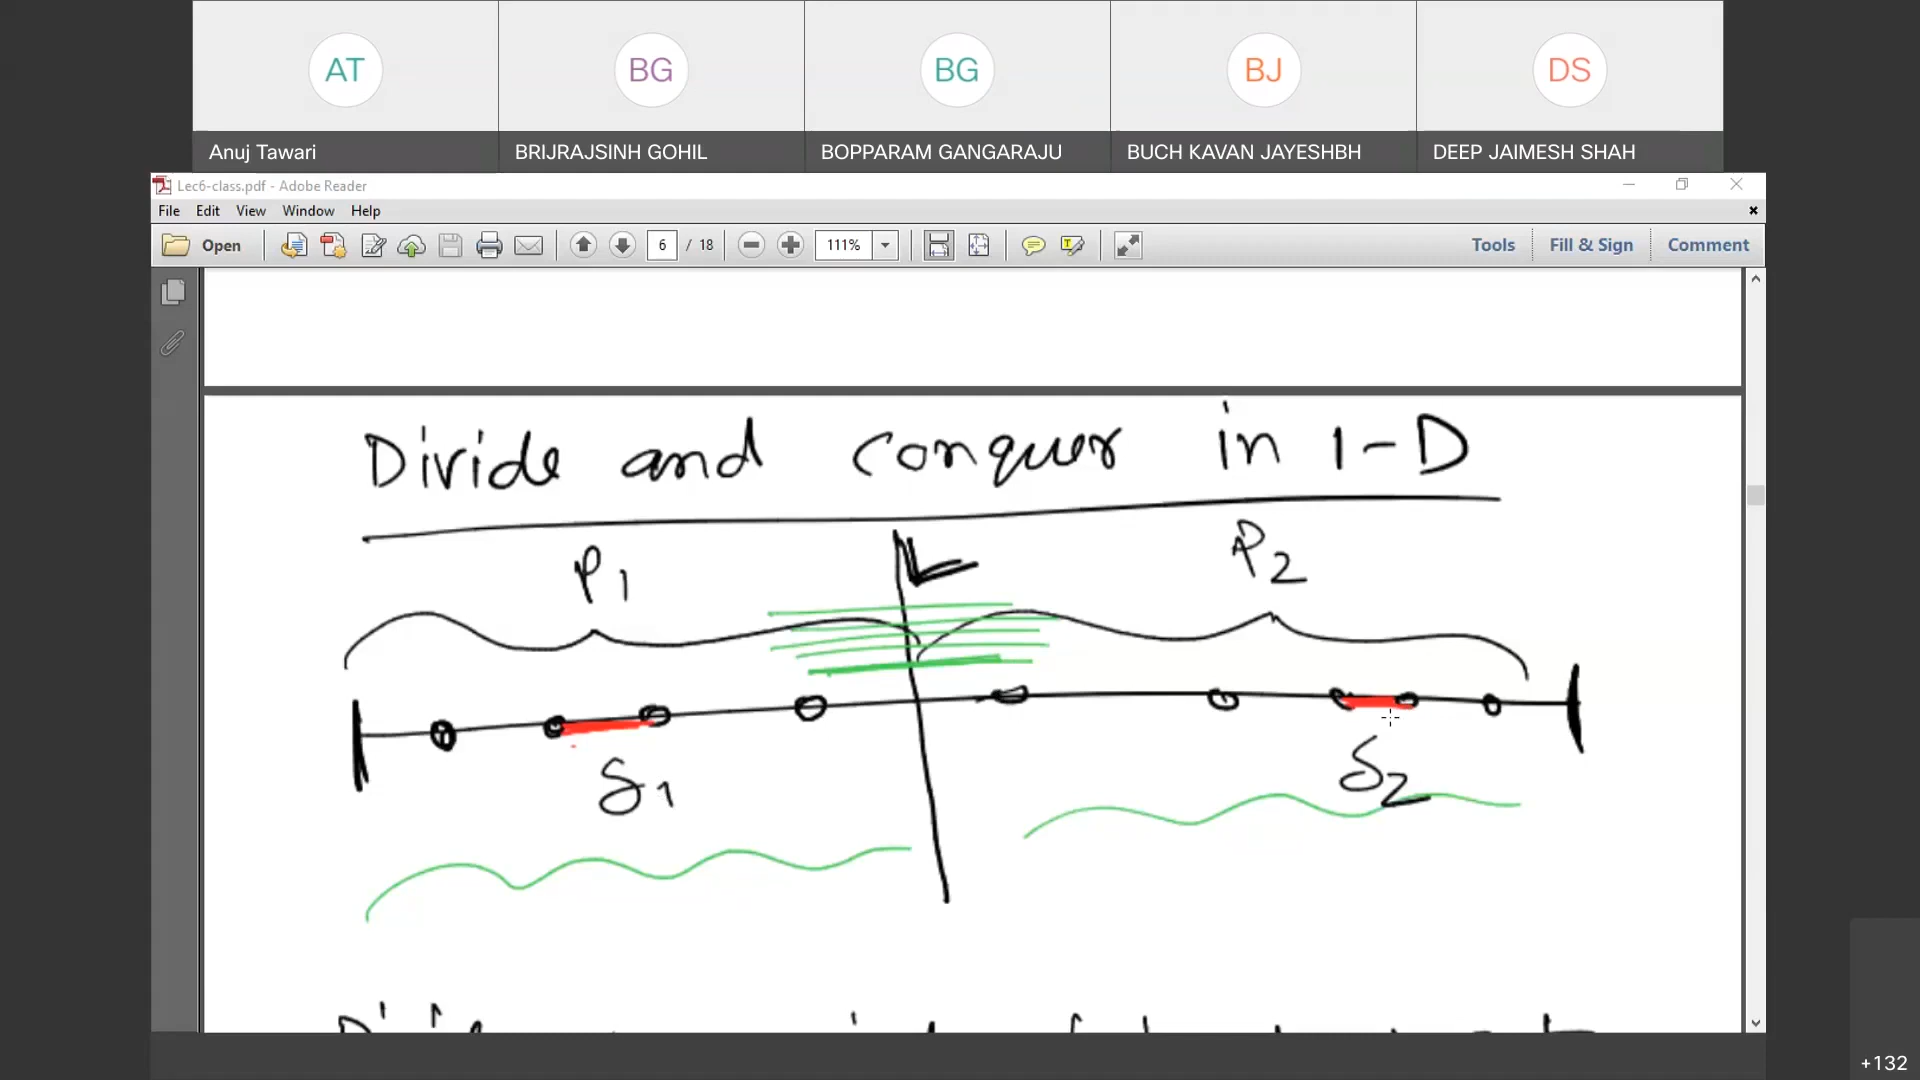 AT BG BG BJ DS
Anuj Tawari BRIJRAJSINH GOHIL BOPPARAM GANGARAJU BUCH KAVAN JAYESHBH DEEP JAIMESH SHAH
Lec6-class.pdf - Adobe Reader
File Edit View Window Help
Open 6 / 18 111% Tools Fill & Sign Comment
Divide and conquer in 1-D
P1 P2
δ1 δ2
+132